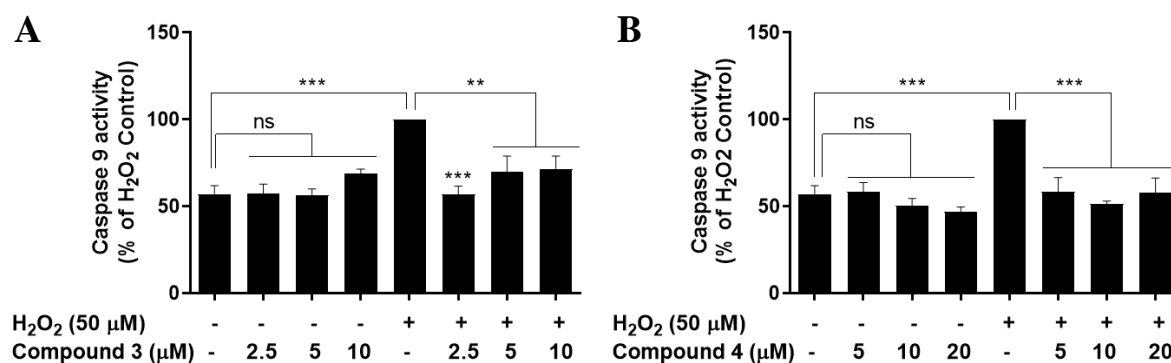 A
Caspase 9 activity
(% of H₂O₂ Control)
150
100
50
0
***
**
ns
***
H₂O₂ (50 μM) - - - - + + + +
Compound 3 (μM) - 2.5 5 10 - 2.5 5 10
B
Caspase 9 activity
(% of H₂O2 Control)
150
100
50
0
***
***
ns
H₂O₂ (50 μM) - - - - + + + +
Compound 4 (μM) - 5 10 20 - 5 10 20